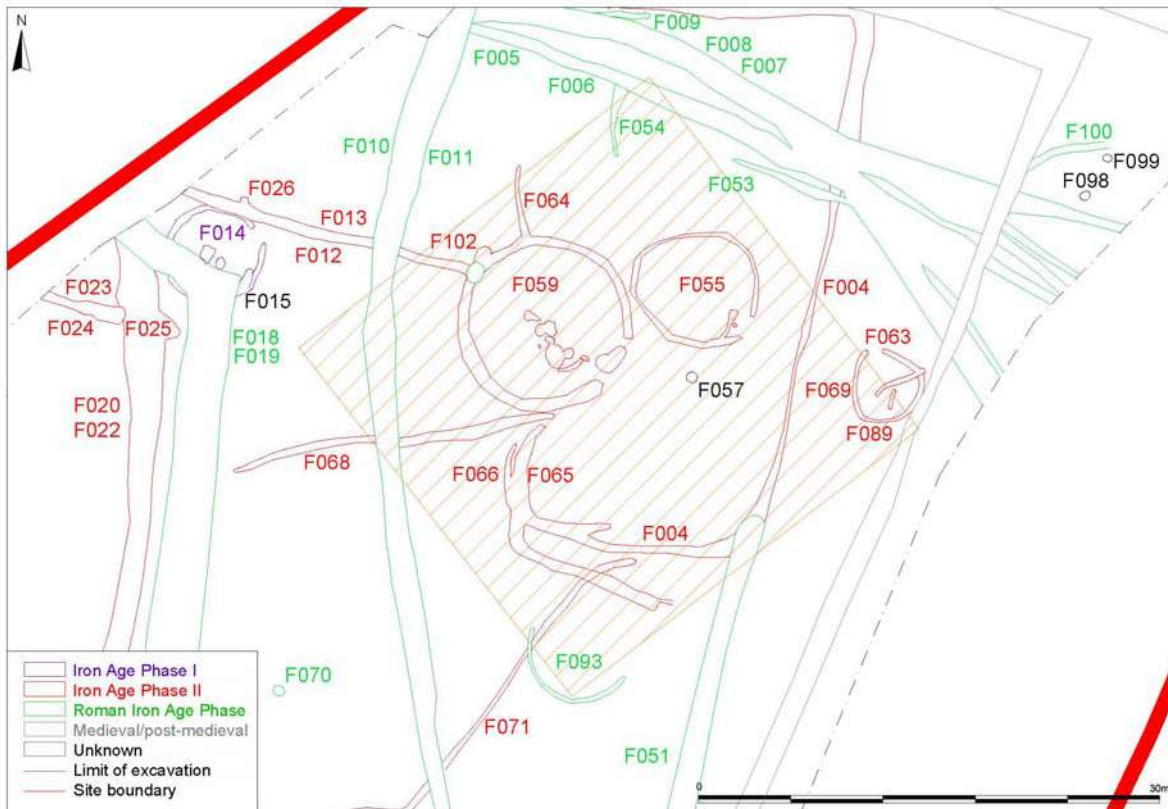 N
F009
F008
F007
F005
F006
F100
F099
F098
F054
F010
F011
F053
F026
F013
F064
F014
F012
F102
F059
F055
F004
F023
F015
F024
F025
F018
F019
F063
F057
F069
F020
F022
F089
F068
F066
F065
F004
F093
F070
F071
F051
Iron Age Phase I
Iron Age Phase II
Roman Iron Age Phase
Medieval/post-medieval
Unknown
Limit of excavation
Site boundary
0
30m